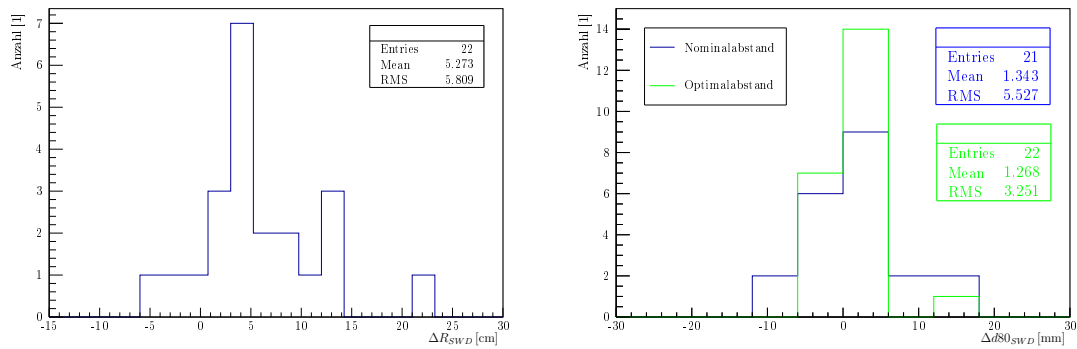 Anzahl [1]
7
6
5
4
3
2
1
0
-15
-10
-5
0
5
10
15
20
25
30
ΔR_SWD [cm]
Entries 22
Mean 5.273
RMS 5.809
Anzahl [1]
14
12
10
8
6
4
2
0
-30
-20
-10
0
10
20
30
Δd80_SWD [mm]
Nominalabstand
Optimalabstand
Entries 21
Mean 1.343
RMS 5.527
Entries 22
Mean 1.268
RMS 3.251